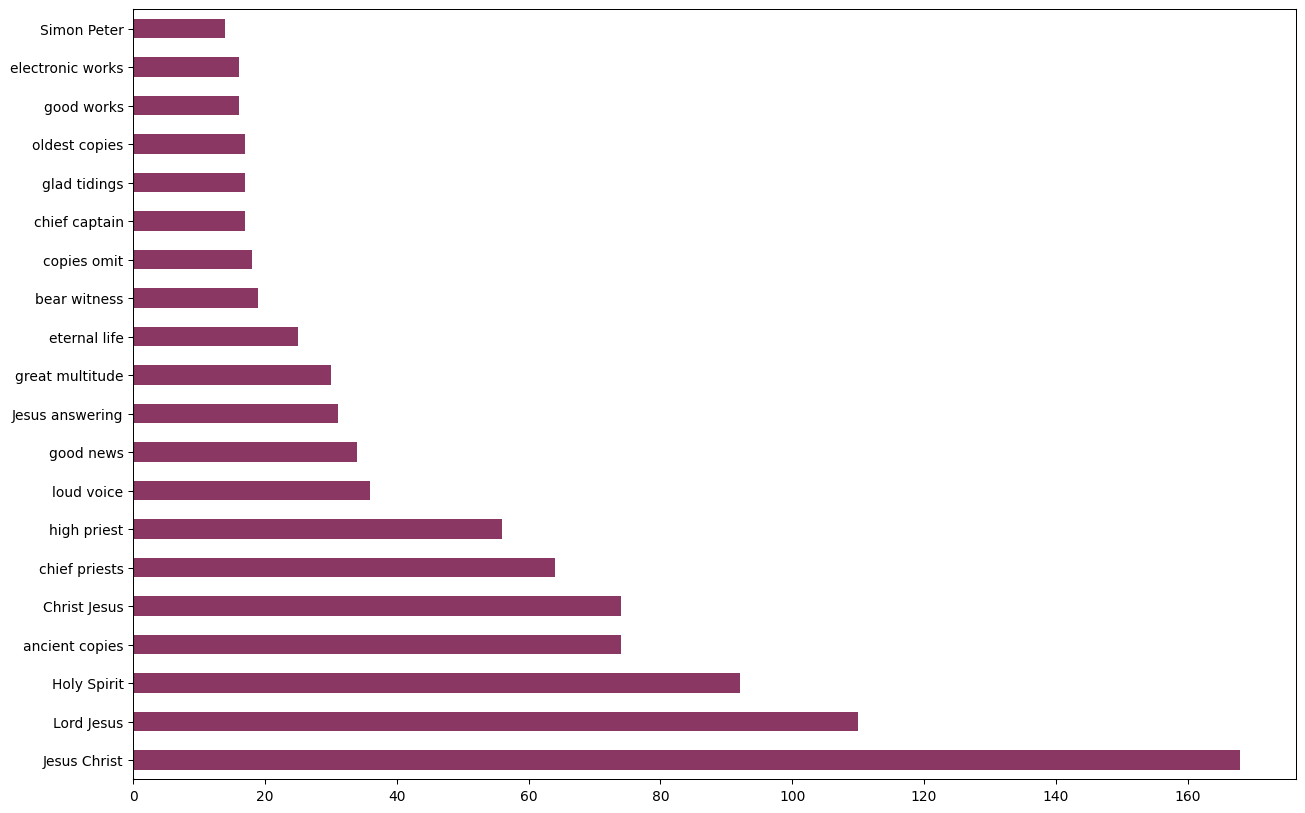 Simon Peter
electronic works
good works
oldest copies
glad tidings
chief captain
copies omit
bear witness
eternal life
great multitude
Jesus answering
good news
loud voice
high priest
chief priests
Christ Jesus
ancient copies
Holy Spirit
Lord Jesus
Jesus Christ
0 20 40 60 80 100 120 140 160